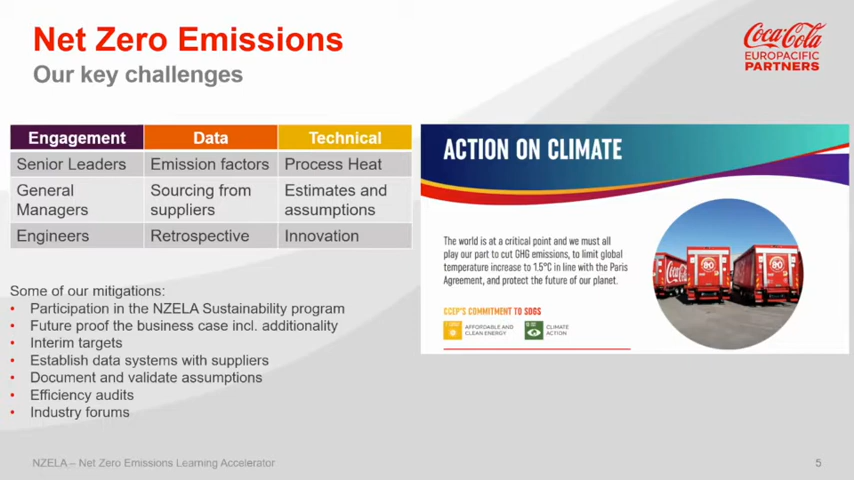 Net Zero Emissions
Our key challenges
Coca-Cola
EUROPACIFIC
PARTNERS
Engagement Data Technical
Senior Leaders Emission factors Process Heat
General Managers Sourcing from suppliers Estimates and assumptions
Engineers Retrospective Innovation
Some of our mitigations:
• Participation in the NZELA Sustainability program
• Future proof the business case incl. additionality
• Interim targets
• Establish data systems with suppliers
• Document and validate assumptions
• Efficiency audits
• Industry forums
ACTION ON CLIMATE
The world is at a critical point and we must all
play our part to cut GHG emissions, to limit global
temperature increase to 1.5°C in line with the Paris
Agreement, and protect the future of our planet.
CCEP'S COMMITMENT TO SDGS
AFFORDABLE AND
CLEAN ENERGY
CLIMATE
ACTION
Coca-Cola
NZELA – Net Zero Emissions Learning Accelerator
5